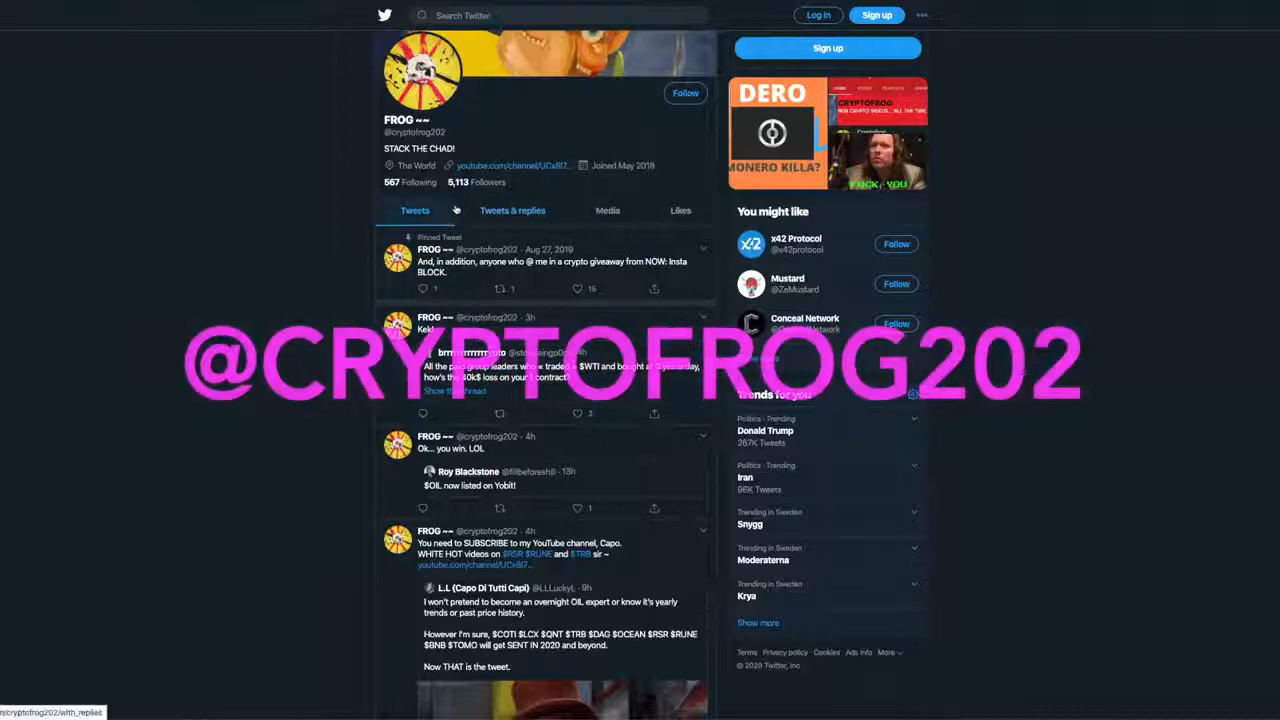 Search Twitter
Log in
Sign up
Sign up
FROG ~~
@cryptofrog202
STACK THE CHAD!
The World
youtube.com/channel/UCx8l7...
Joined May 2018
567 Following
5,113 Followers
Follow
Tweets
Tweets & replies
Media
Likes
Pinned Tweet
FROG ~~ @cryptofrog202 · Aug 27, 2019
And, in addition, anyone who @ me in a crypto giveaway from NOW: Insta
BLOCK.
1
1
15
FROG ~~ @cryptofrog202 · 3h
Kek!
All the paid group leaders who « traded » $WTI and bought at 0 yesterday,
how's the 40k$ loss on your 1 contract?
Show this thread
2
@CRYPTOFROG202
FROG ~~ @cryptofrog202 · 4h
Ok... you win. LOL
Roy Blackstone @fillbeforeshill · 13h
$OIL now listed on Yobit!
1
FROG ~~ @cryptofrog202 · 4h
You need to SUBSCRIBE to my YouTube channel, Capo.
WHITE HOT videos on $RSR $RUNE and $TRB sir ~
youtube.com/channel/UCx8l7...
L.L {Capo Di Tutti Capi} @LLLuckyL · 9h
I won't pretend to become an overnight OIL expert or know it's yearly
trends or past price history.
However I'm sure, $COTI $LCX $QNT $TRB $DAG $OCEAN $RSR $RUNE
$BNB $TOMO will get SENT IN 2020 and beyond.
Now THAT is the tweet.
DERO
MONERO KILLA?
CRYPTOFROG
FUCK YOU
You might like
x42 Protocol
@x42protocol
Follow
Mustard
@ZeMustard
Follow
Conceal Network
Follow
Trends for you
Politics · Trending
Donald Trump
267K Tweets
Politics · Trending
Iran
96K Tweets
Trending in Sweden
Snygg
Trending in Sweden
Moderaterna
Trending in Sweden
Krya
Show more
Terms Privacy policy Cookies Ads info More
© 2020 Twitter, Inc
/cryptofrog202/with_replies